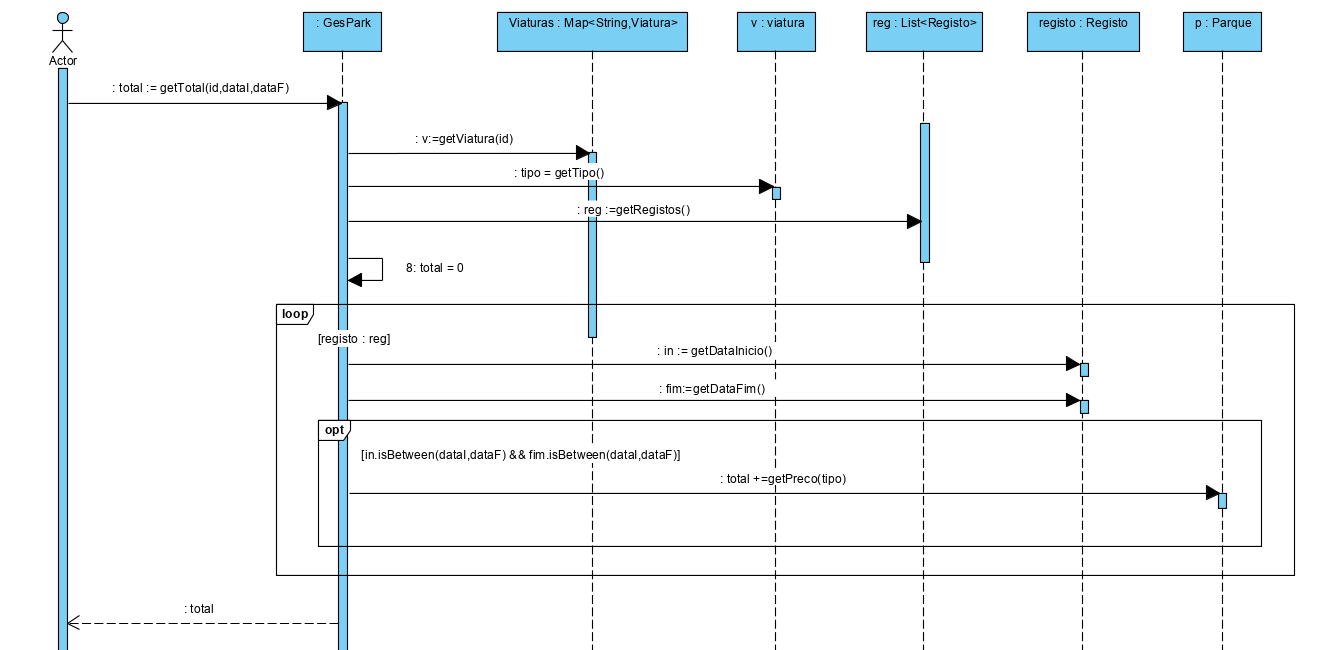 : GesPark
Viaturas : Map<String,Viatura>
v : viatura
reg : List<Registo>
registo : Registo
p : Parque
Actor
: total := getTotal(id,dataI,dataF)
: v:=getViatura(id)
: tipo = getTipo()
: reg :=getRegistos()
8: total = 0
loop
[registo : reg]
: in := getDataInicio()
: fim:=getDataFim()
opt
[in.isBetween(dataI,dataF) && fim.isBetween(dataI,dataF)]
: total +=getPreco(tipo)
: total